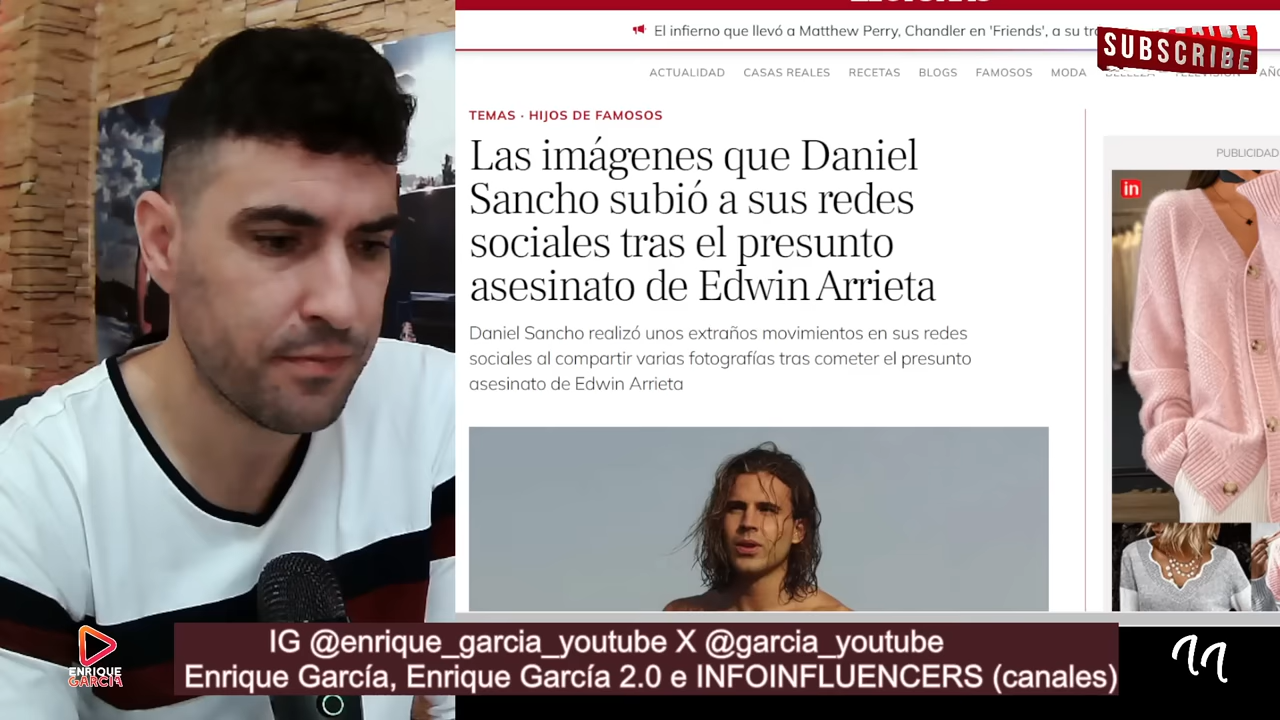 El infierno que llevó a Matthew Perry, Chandler en 'Friends', a su
SUBSCRIBE
ACTUALIDAD CASAS REALES RECETAS BLOGS FAMOSOS MODA BELLEZA TELEVISIÓN
TEMAS · HIJOS DE FAMOSOS
Las imágenes que Daniel
Sancho subió a sus redes
sociales tras el presunto
asesinato de Edwin Arrieta
Daniel Sancho realizó unos extraños movimientos en sus redes
sociales al compartir varias fotografías tras cometer el presunto
asesinato de Edwin Arrieta
PUBLICIDAD
in
ENRIQUE
GARCÍA
IG @enrique_garcia_youtube X @garcia_youtube
Enrique García, Enrique García 2.0 e INFOINFLUENCERS (canales)